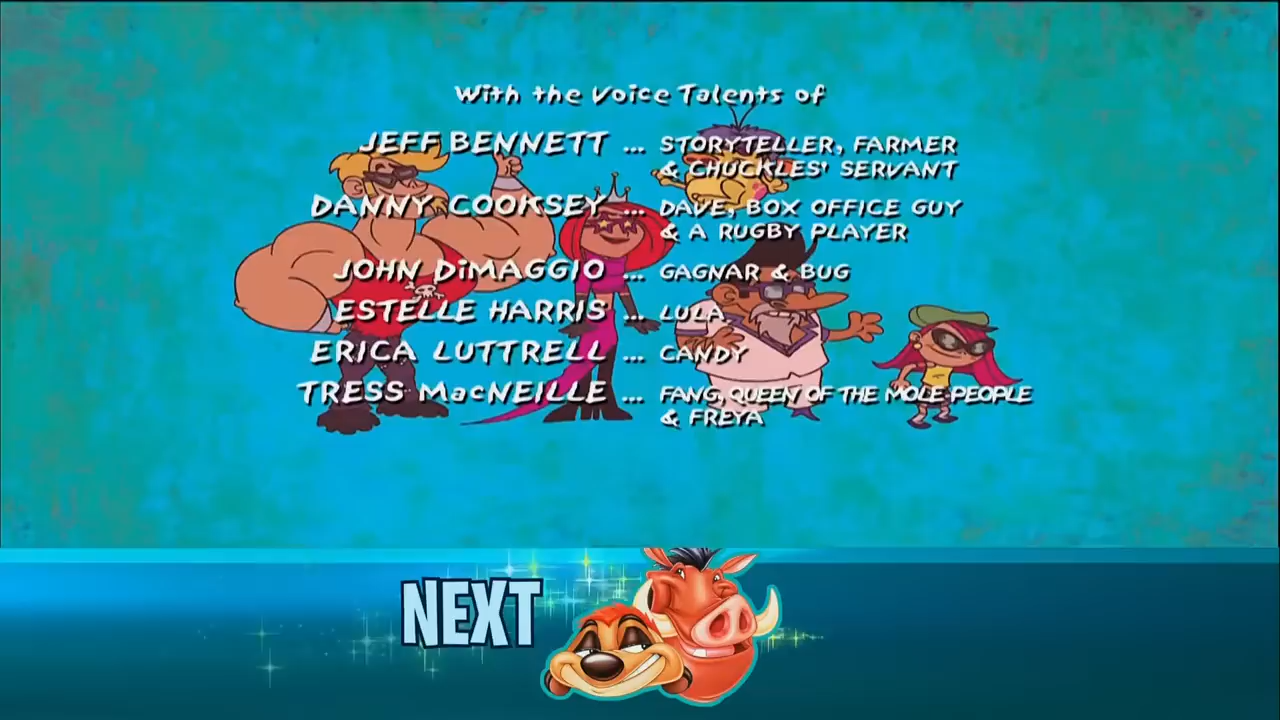 With the Voice Talents of
JEFF BENNETT ... STORYTELLER, FARMER
& CHUCKLES' SERVANT
DANNY COOKSEY ... DAVE, BOX OFFICE GUY
& A RUGBY PLAYER
JOHN DiMAGGIO ... GAGNAR & BUG
ESTELLE HARRIS ... LULA
ERICA LUTTRELL ... CANDY
TRESS MacNEILLE ... FANG, QUEEN OF THE MOLE PEOPLE
& FREYA
NEXT